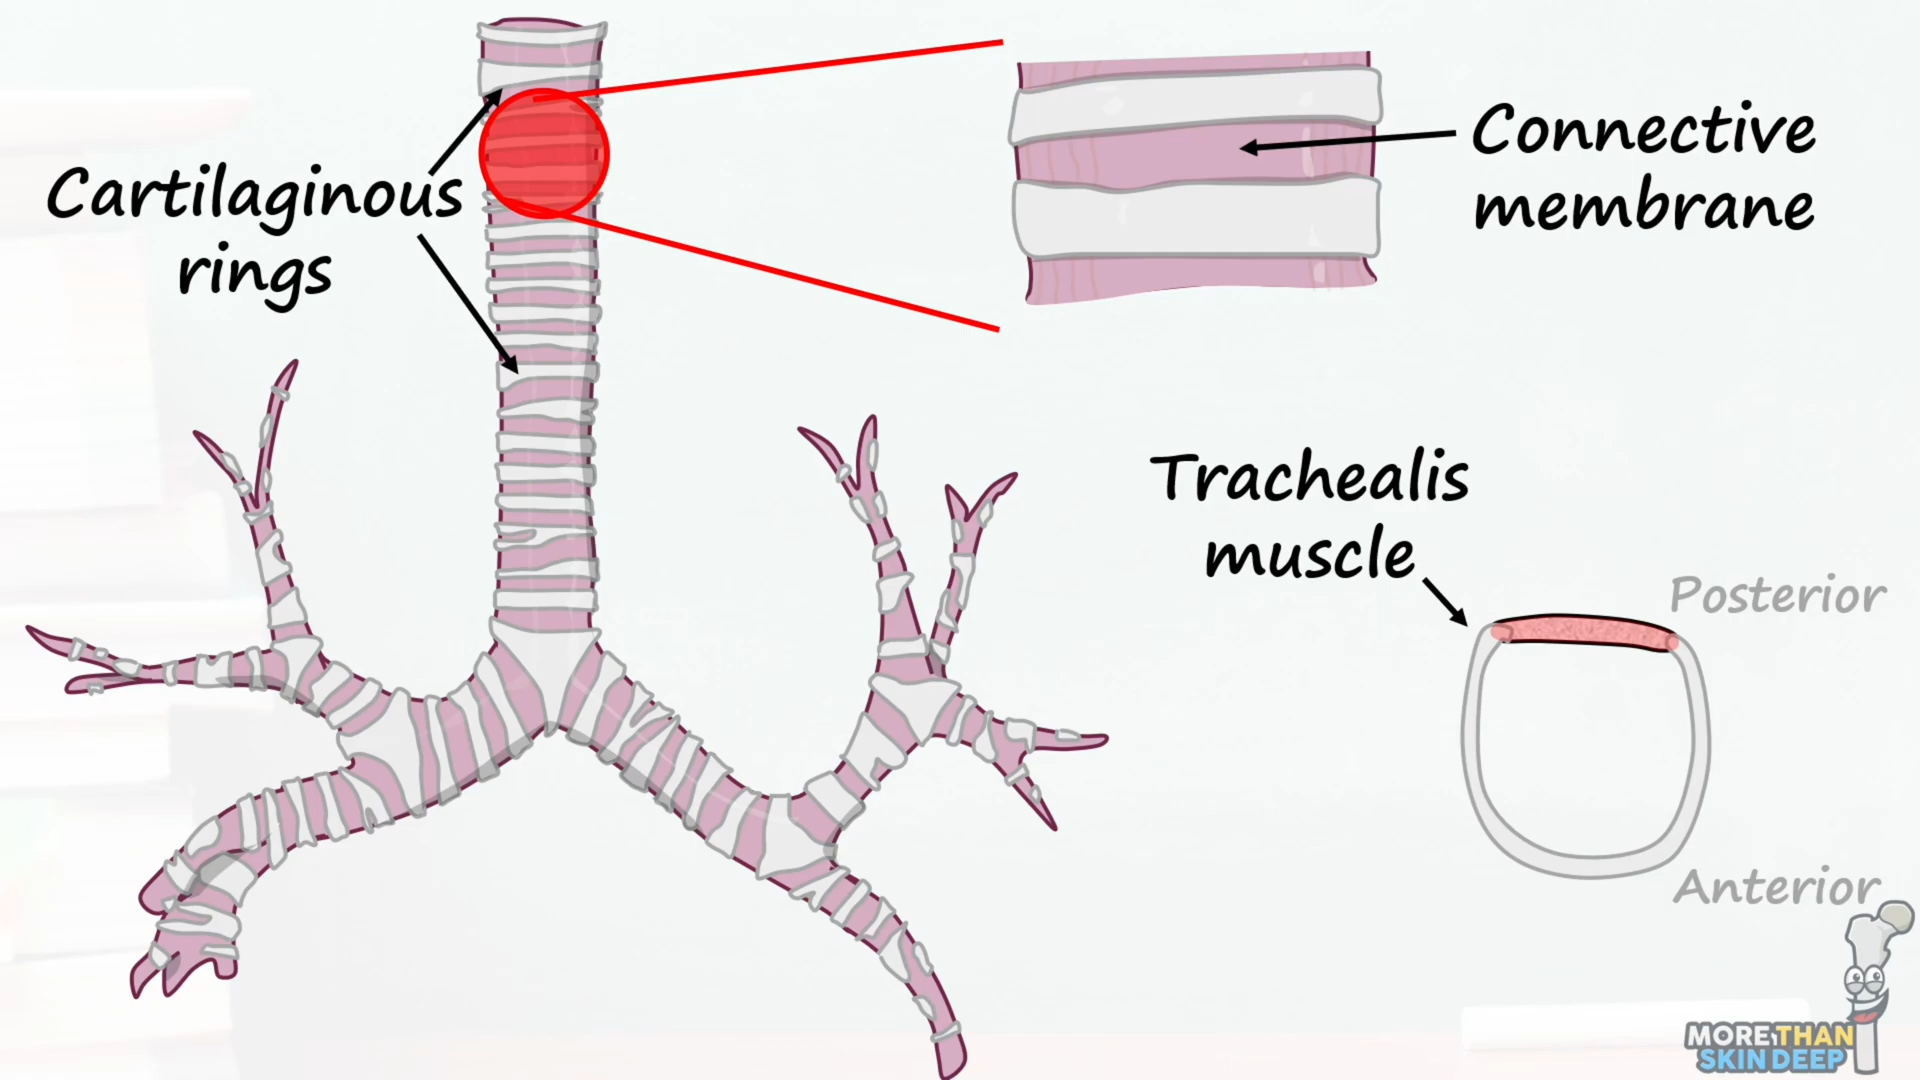 Cartilaginous
rings
Connective
membrane
Trachealis
muscle
Posterior
Anterior
MORE THAN
SKIN DEEP